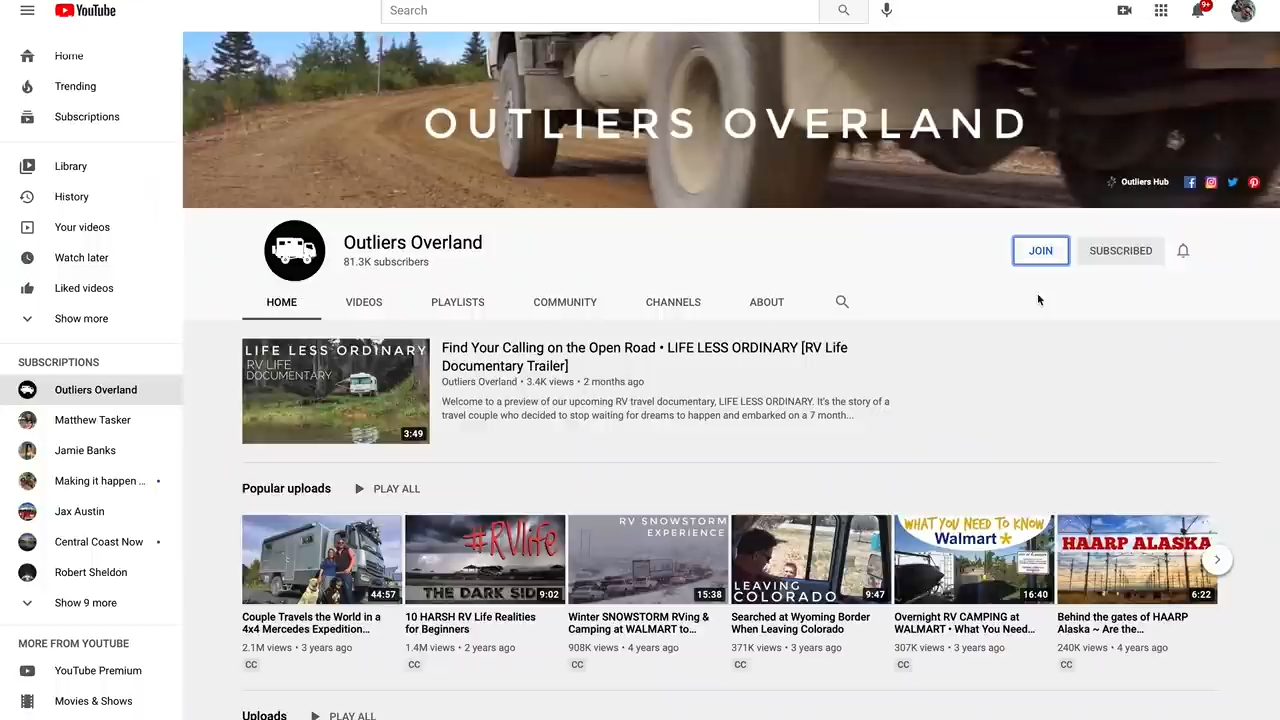 YouTube
Search
9+
Home
Trending
Subscriptions
Library
History
Your videos
Watch later
Liked videos
Show more
SUBSCRIPTIONS
Outliers Overland
Matthew Tasker
Jamie Banks
Making it happen ...
Jax Austin
Central Coast Now
Robert Sheldon
Show 9 more
MORE FROM YOUTUBE
YouTube Premium
Movies & Shows
OUTLIERS OVERLAND
Outliers Hub
Outliers Overland
81.3K subscribers
JOIN
SUBSCRIBED
HOME
VIDEOS
PLAYLISTS
COMMUNITY
CHANNELS
ABOUT
LIFE LESS ORDINARY
RV LIFE
DOCUMENTARY
3:49
Find Your Calling on the Open Road • LIFE LESS ORDINARY [RV Life
Documentary Trailer]
Outliers Overland • 3.4K views • 2 months ago
Welcome to a preview of our upcoming RV travel documentary, LIFE LESS ORDINARY. It's the story of a
travel couple who decided to stop waiting for dreams to happen and embarked on a 7 month...
Popular uploads
PLAY ALL
44:57
Couple Travels the World in a
4x4 Mercedes Expedition...
2.1M views • 3 years ago
CC
#RVlife
THE DARK SID
9:02
10 HARSH RV Life Realities
for Beginners
1.4M views • 2 years ago
CC
RV SNOWSTORM
EXPERIENCE
15:38
Winter SNOWSTORM RVing &
Camping at WALMART to...
908K views • 4 years ago
CC
LEAVING
COLORADO
9:47
Searched at Wyoming Border
When Leaving Colorado
371K views • 3 years ago
CC
WHAT YOU NEED TO KNOW
Walmart
16:40
Overnight RV CAMPING at
WALMART • What You Need...
307K views • 3 years ago
CC
HAARP ALASKA
6:22
Behind the gates of HAARP
Alaska ~ Are the...
240K views • 4 years ago
CC
Uploads
PLAY ALL